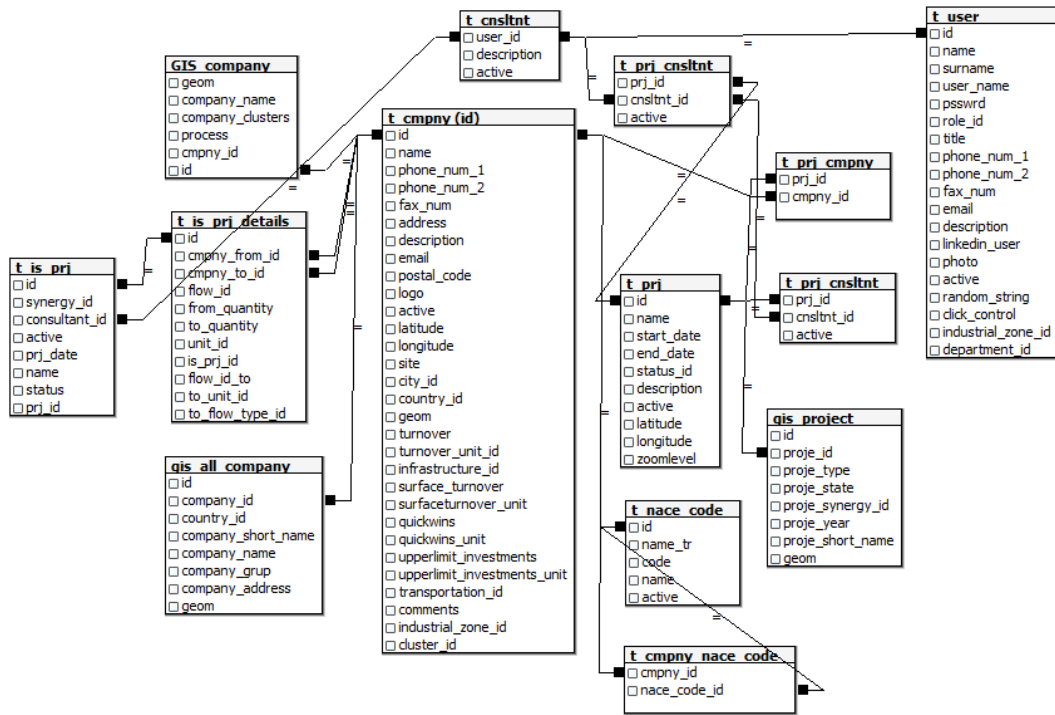 t_cnsltnt
user_id
description
active
t_user
id
name
surname
user_name
psswrd
role_id
title
phone_num_1
phone_num_2
fax_num
email
description
linkedin_user
photo
active
random_string
click_control
industrial_zone_id
department_id
GIS_company
geom
company_name
company_clusters
process
cmpny_id
id
t_prj_cnsltnt
prj_id
cnsltnt_id
active
t_cmpny (id)
id
name
phone_num_1
phone_num_2
fax_num
address
description
email
postal_code
logo
active
latitude
longitude
site
city_id
country_id
geom
turnover
turnover_unit_id
infrastructure_id
surface_turnover
surfaceturnover_unit
quickwins
quickwins_unit
upperlimit_investments
upperlimit_investments_unit
transportation_id
comments
industrial_zone_id
cluster_id
t_prj_cmpny
prj_id
cmpny_id
t_is_prj_details
id
cmpny_from_id
cmpny_to_id
flow_id
from_quantity
to_quantity
unit_id
is_prj_id
flow_id_to
to_unit_id
to_flow_type_id
t_is_prj
id
synergy_id
consultant_id
active
prj_date
name
status
prj_id
t_prj
id
name
start_date
end_date
status_id
description
active
latitude
longitude
zoomlevel
t_prj_cnsltnt
prj_id
cnsltnt_id
active
gis_project
id
proje_id
proje_type
proje_state
proje_synergy_id
proje_year
proje_short_name
geom
gis_all_company
id
company_id
country_id
company_short_name
company_name
company_grup
company_address
geom
t_nace_code
id
name_tr
code
name
active
t_cmpny_nace_code
cmpny_id
nace_code_id